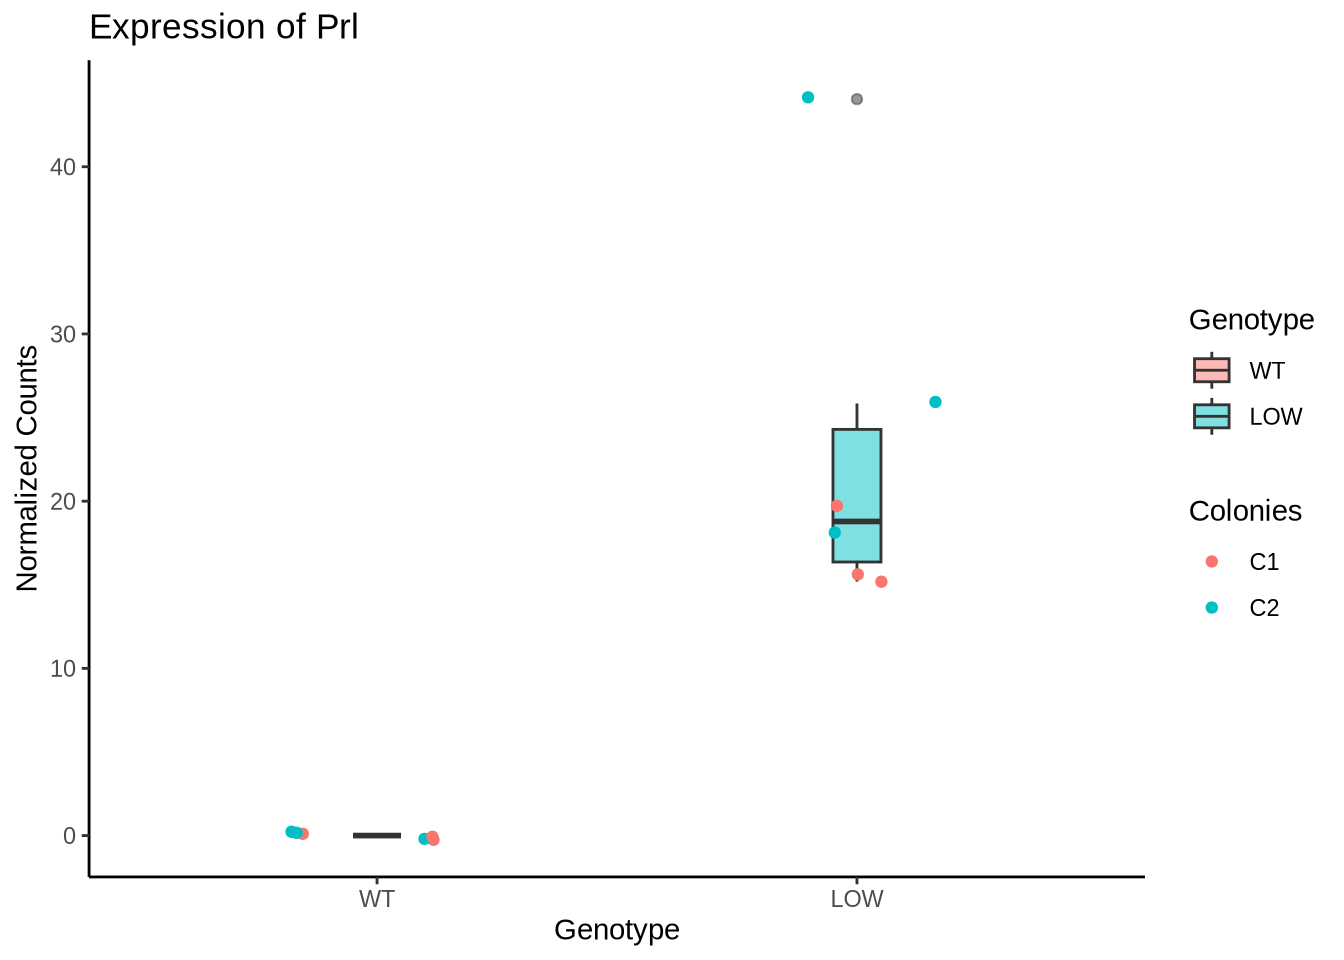 Expression of Prl
Normalized Counts
40
30
20
10
0
WT
LOW
Genotype
Genotype
WT
LOW
Colonies
C1
C2